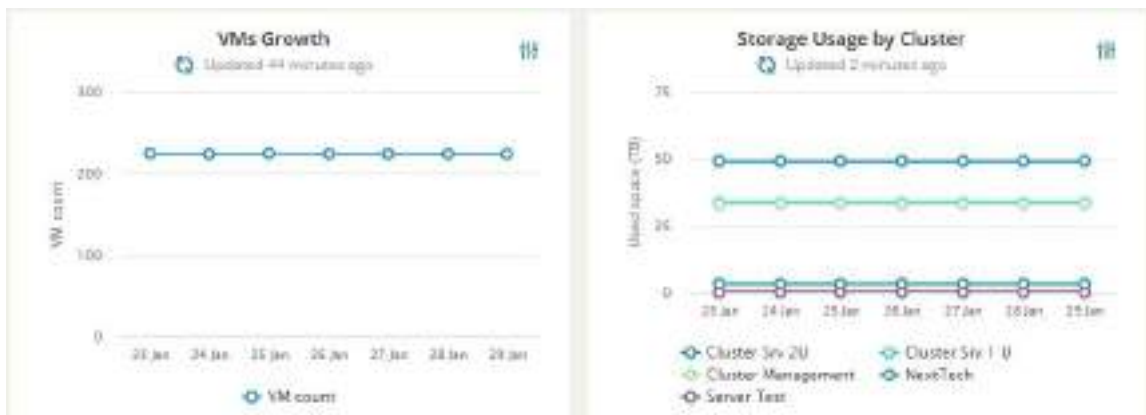 VMs Growth
Updated 44 minutes ago
300
200
100
0
VM count
23 Jan 24 Jan 25 Jan 26 Jan 27 Jan 28 Jan 29 Jan
VM count
Storage Usage by Cluster
Updated 2 minutes ago
75
50
25
0
Used space (TB)
23 Jan 24 Jan 25 Jan 26 Jan 27 Jan 28 Jan 29 Jan
Cluster Srv 2U Cluster Srv 1 U
Cluster Management NextTech
Server Test